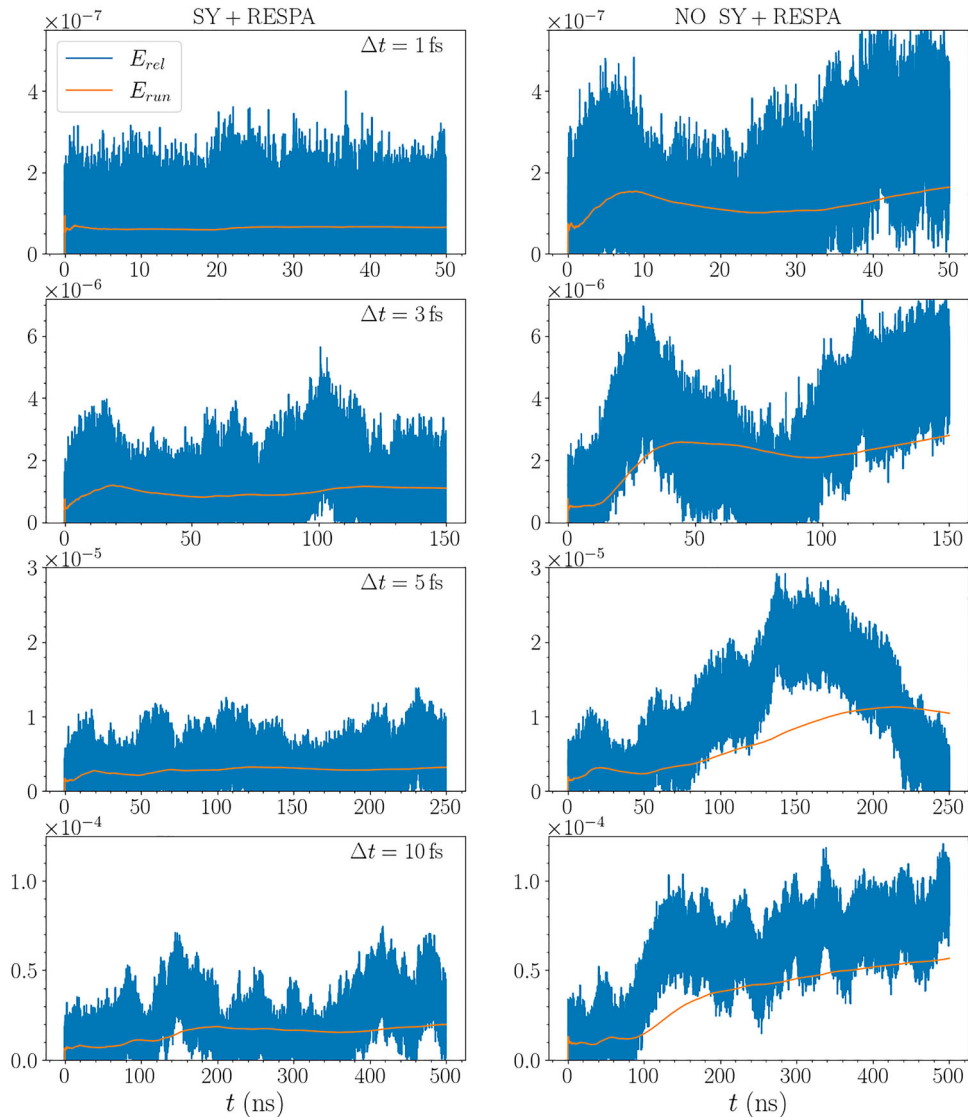 SY + RESPA
NO SY + RESPA
×10⁻⁷
Δt = 1 fs
E_rel
E_run
4
2
0
0 10 20 30 40 50
×10⁻⁷
4
2
0
0 10 20 30 40 50
×10⁻⁶
Δt = 3 fs
6
4
2
0
0 50 100 150
×10⁻⁶
6
4
2
0
0 50 100 150
×10⁻⁵
Δt = 5 fs
3
2
1
0
0 50 100 150 200 250
×10⁻⁵
3
2
1
0
0 50 100 150 200 250
×10⁻⁴
Δt = 10 fs
1.0
0.5
0.0
0 100 200 300 400 500
t (ns)
×10⁻⁴
1.0
0.5
0.0
0 100 200 300 400 500
t (ns)